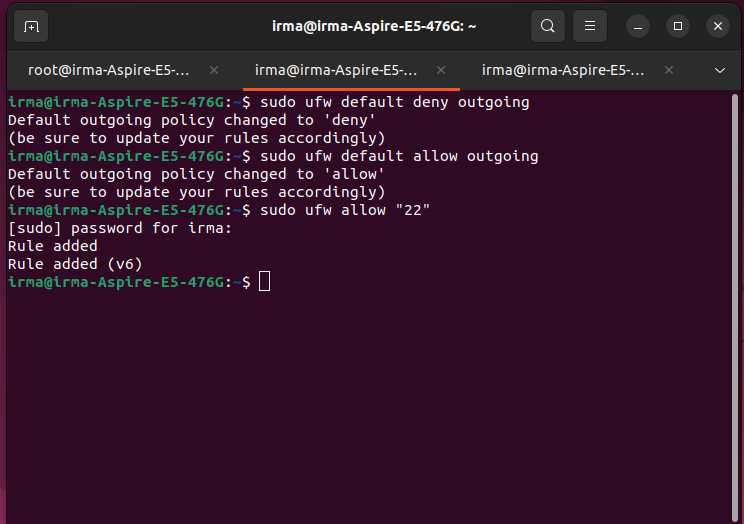 irma@irma-Aspire-E5-476G: ~
root@irma-Aspire-E5-... × irma@irma-Aspire-E5-... × irma@irma-Aspire-E5-... ×
irma@irma-Aspire-E5-476G:~$ sudo ufw default deny outgoing
Default outgoing policy changed to 'deny'
(be sure to update your rules accordingly)
irma@irma-Aspire-E5-476G:~$ sudo ufw default allow outgoing
Default outgoing policy changed to 'allow'
(be sure to update your rules accordingly)
irma@irma-Aspire-E5-476G:~$ sudo ufw allow "22"
[sudo] password for irma:
Rule added
Rule added (v6)
irma@irma-Aspire-E5-476G:~$